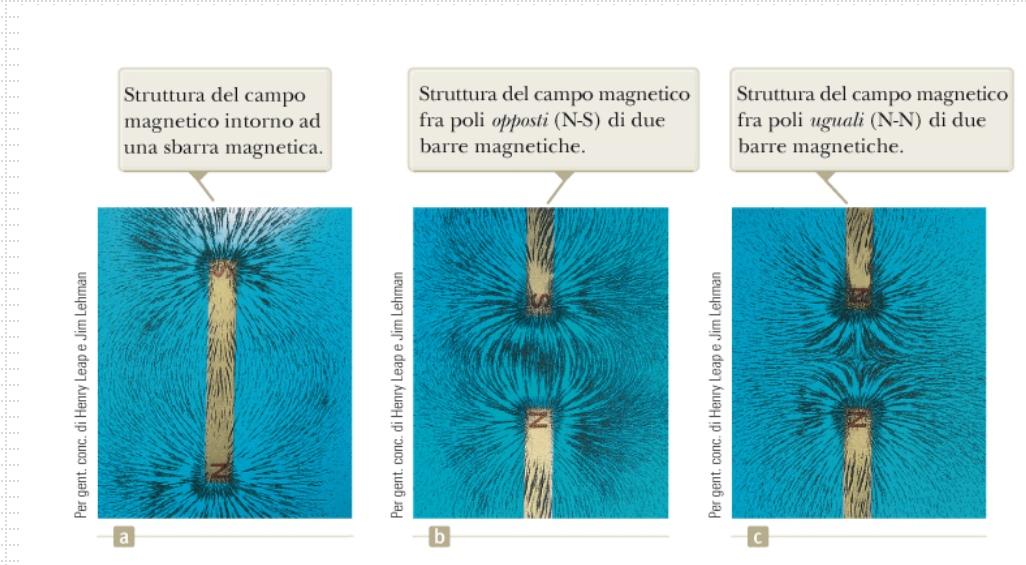 Struttura del campo
magnetico intorno ad
una sbarra magnetica.
Struttura del campo magnetico
fra poli opposti (N-S) di due
barre magnetiche.
Struttura del campo magnetico
fra poli uguali (N-N) di due
barre magnetiche.
Per gent. conc. di Henry Leap e Jim Lehman
S
N
a
Per gent. conc. di Henry Leap e Jim Lehman
S
N
b
Per gent. conc. di Henry Leap e Jim Lehman
N
c